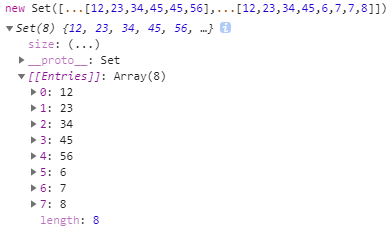 new Set([...[12,23,34,45,45,56],...[12,23,34,45,6,7,7,8]])
▼Set(8) {12, 23, 34, 45, 56, …} i
size: (...)
▶__proto__: Set
▼[[Entries]]: Array(8)
▶0: 12
▶1: 23
▶2: 34
▶3: 45
▶4: 56
▶5: 6
▶6: 7
▶7: 8
length: 8